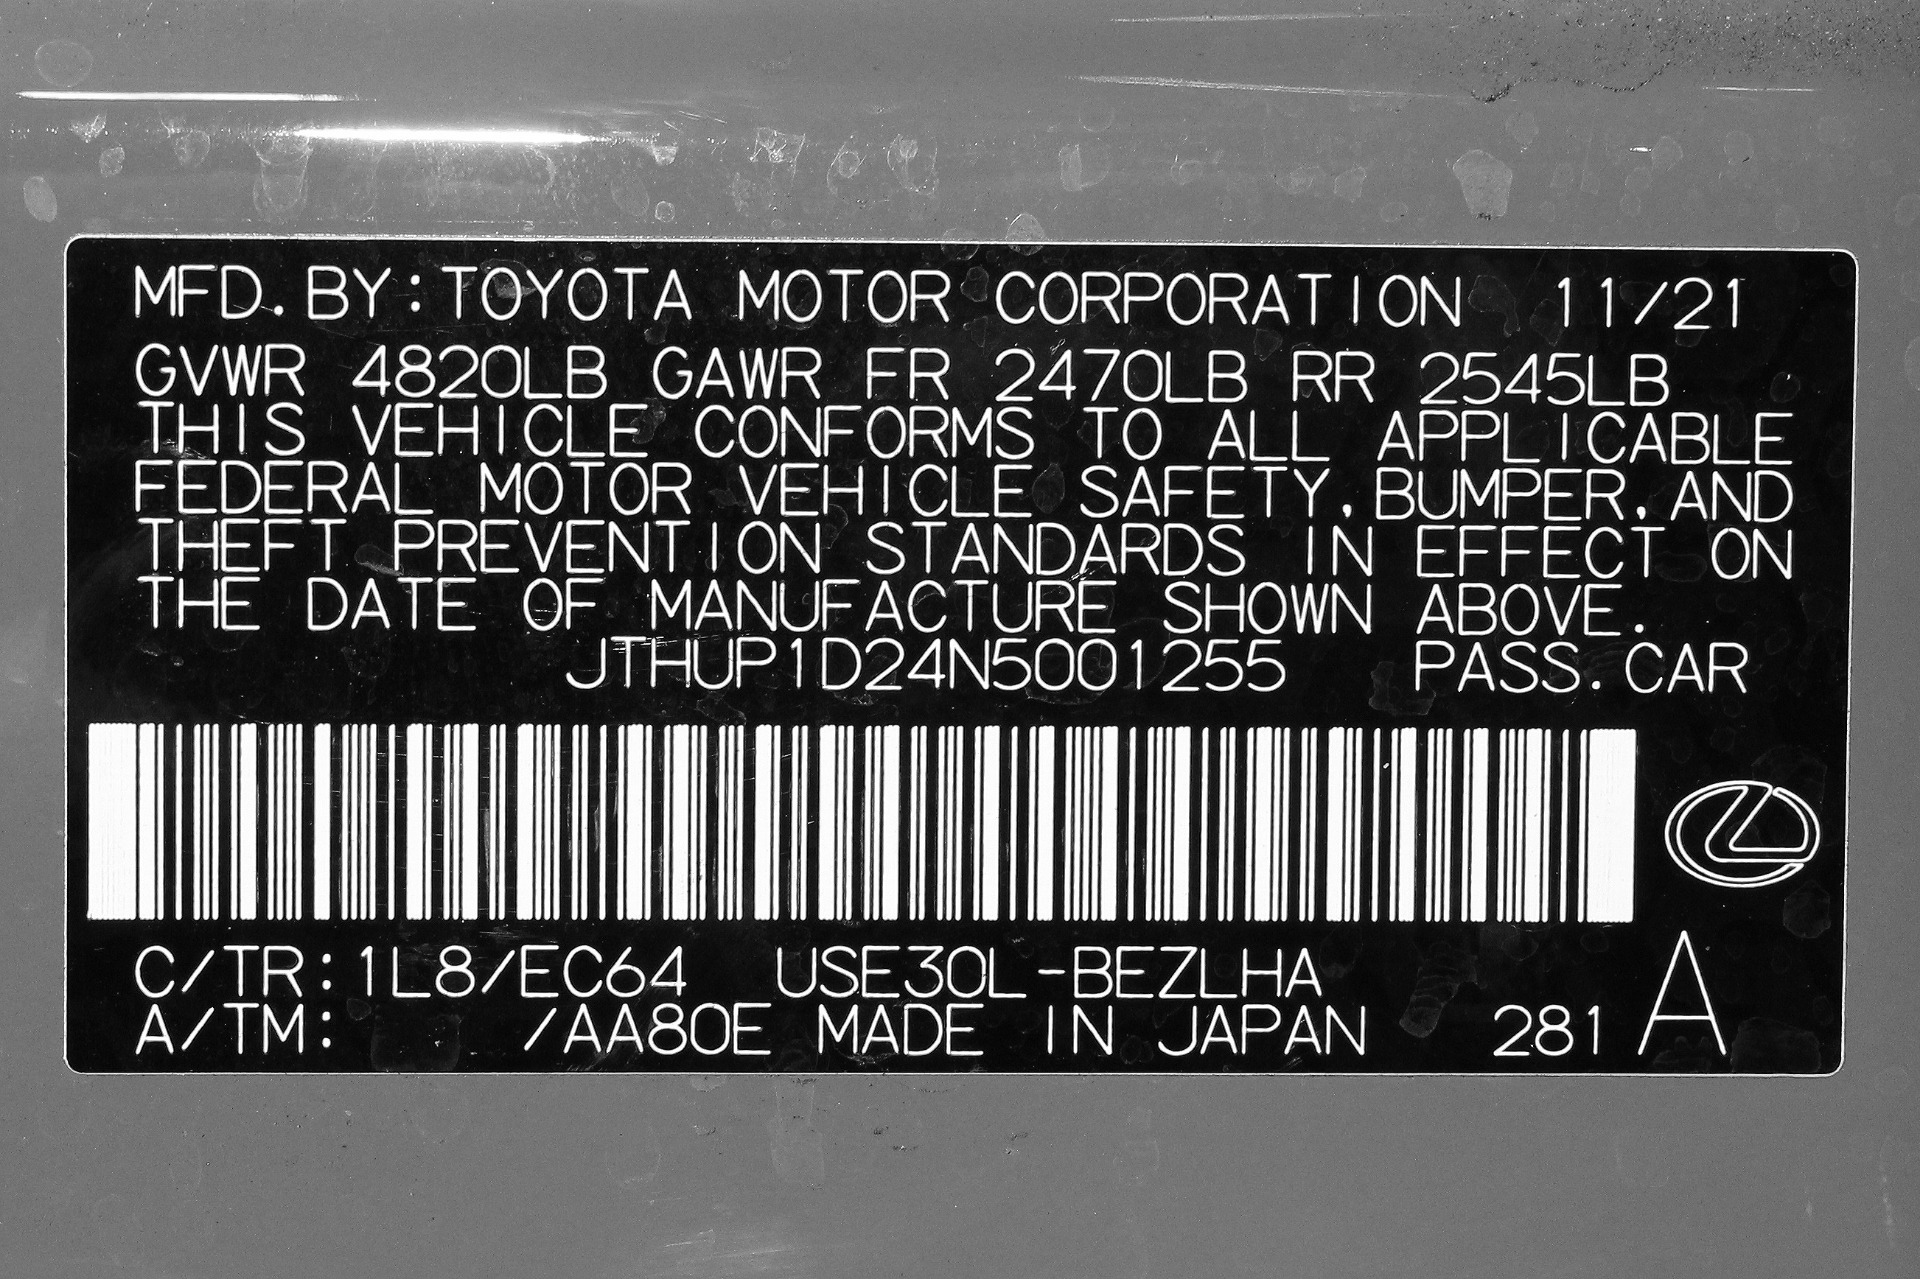 MFD. BY: TOYOTA MOTOR CORPORATION 11/21
GVWR 4820LB GAWR FR 2470LB RR 2545LB
THIS VEHICLE CONFORMS TO ALL APPLICABLE
FEDERAL MOTOR VEHICLE SAFETY, BUMPER, AND
THEFT PREVENTION STANDARDS IN EFFECT ON
THE DATE OF MANUFACTURE SHOWN ABOVE.
JTHUP1D24N5001255 PASS. CAR
C/TR: 1L8/EC64 USE30L-BEZLHA
A/TM: /AA80E MADE IN JAPAN 281 A